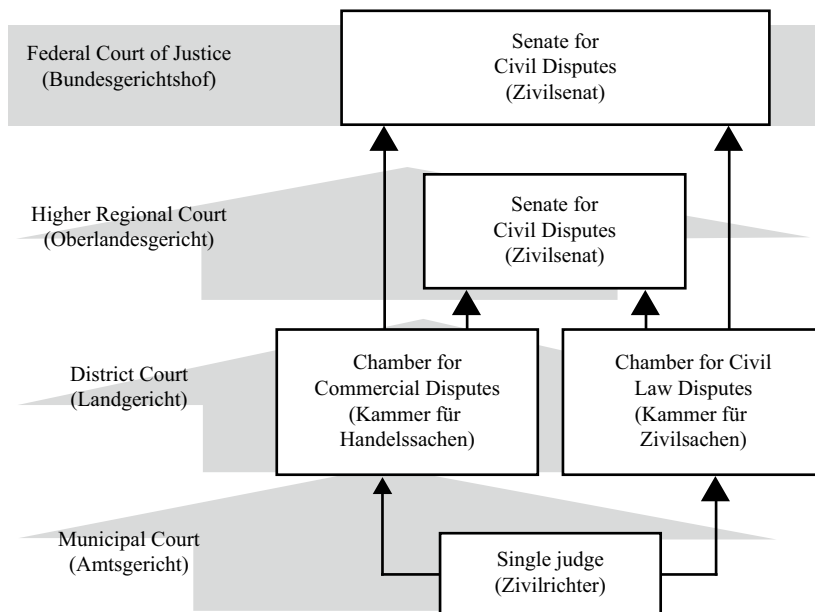 Federal Court of Justice
(Bundesgerichtshof)
Senate for
Civil Disputes
(Zivilsenat)
Higher Regional Court
(Oberlandesgericht)
Senate for
Civil Disputes
(Zivilsenat)
District Court
(Landgericht)
Chamber for
Commercial Disputes
(Kammer für
Handelssachen)
Chamber for Civil
Law Disputes
(Kammer für
Zivilsachen)
Municipal Court
(Amtsgericht)
Single judge
(Zivilrichter)